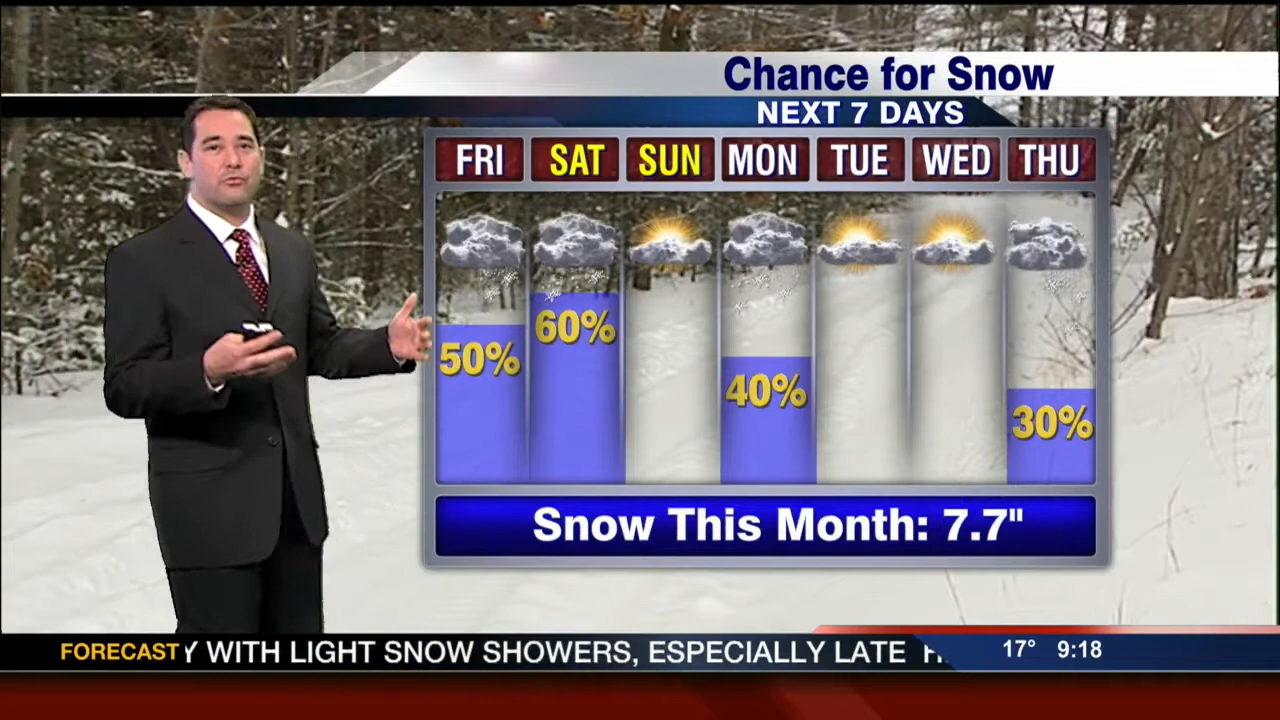 Chance for Snow
NEXT 7 DAYS
FRI SAT SUN MON TUE WED THU
50% 60% 40% 30%
Snow This Month: 7.7"
FORECAST Y WITH LIGHT SNOW SHOWERS, ESPECIALLY LATE 17° 9:18